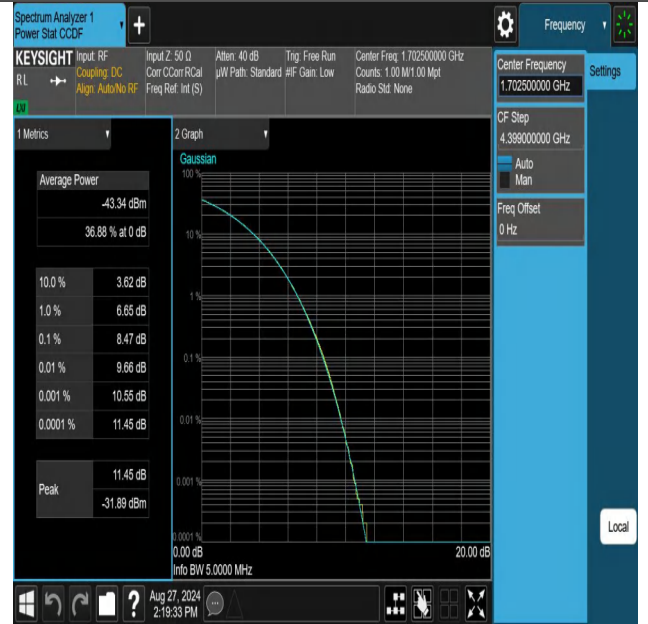 Spectrum Analyzer 1
Power Stat CCDF
Frequency
KEYSIGHT
RL
LXI
Input: RF
Coupling: DC
Align: Auto/No RF
Input Z: 50 Ω
Corr CCorr RCal
Freq Ref: Int (S)
Atten: 40 dB
µW Path: Standard
Trig: Free Run
#IF Gain: Low
Center Freq: 1.702500000 GHz
Counts: 1.00 M/1.00 Mpt
Radio Std: None
Center Frequency
1.702500000 GHz
Settings
CF Step
4.399000000 GHz
Auto
Man
Freq Offset
0 Hz
Local
1 Metrics
Average Power
-43.34 dBm
36.88 % at 0 dB
10.0 % 3.62 dB
1.0 % 6.65 dB
0.1 % 8.47 dB
0.01 % 9.66 dB
0.001 % 10.55 dB
0.0001 % 11.45 dB
Peak
11.45 dB
-31.89 dBm
2 Graph
Gaussian
100 %
10 %
1 %
0.1 %
0.01 %
0.001 %
0.0001 %
0.00 dB 20.00 dB
Info BW 5.0000 MHz
?
Aug 27, 2024
2:19:33 PM